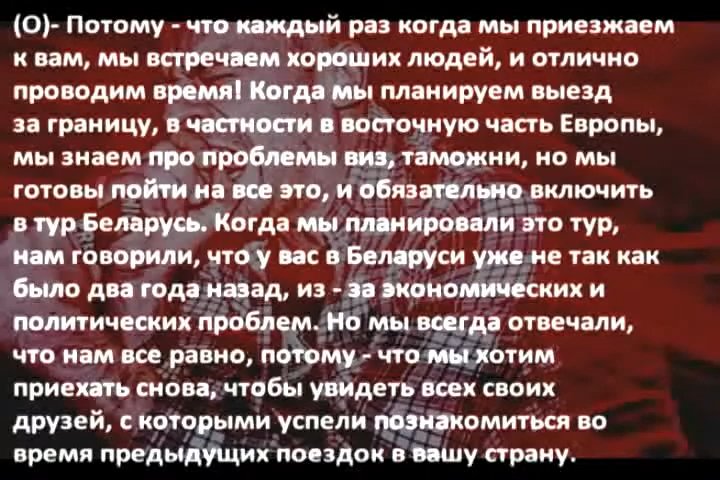 (О)- Потому - что каждый раз когда мы приезжаем
к вам, мы встречаем хороших людей, и отлично
проводим время! Когда мы планируем выезд
за границу, в частности в восточную часть Европы,
мы знаем про проблемы виз, таможни, но мы
готовы пойти на все это, и обязательно включить
в тур Беларусь. Когда мы планировали это тур,
нам говорили, что у вас в Беларуси уже не так как
было два года назад, из - за экономических и
политических проблем. Но мы всегда отвечали,
что нам все равно, потому - что мы хотим
приехать снова, чтобы увидеть всех своих
друзей, с которыми успели познакомиться во
время предыдущих поездок в вашу страну.